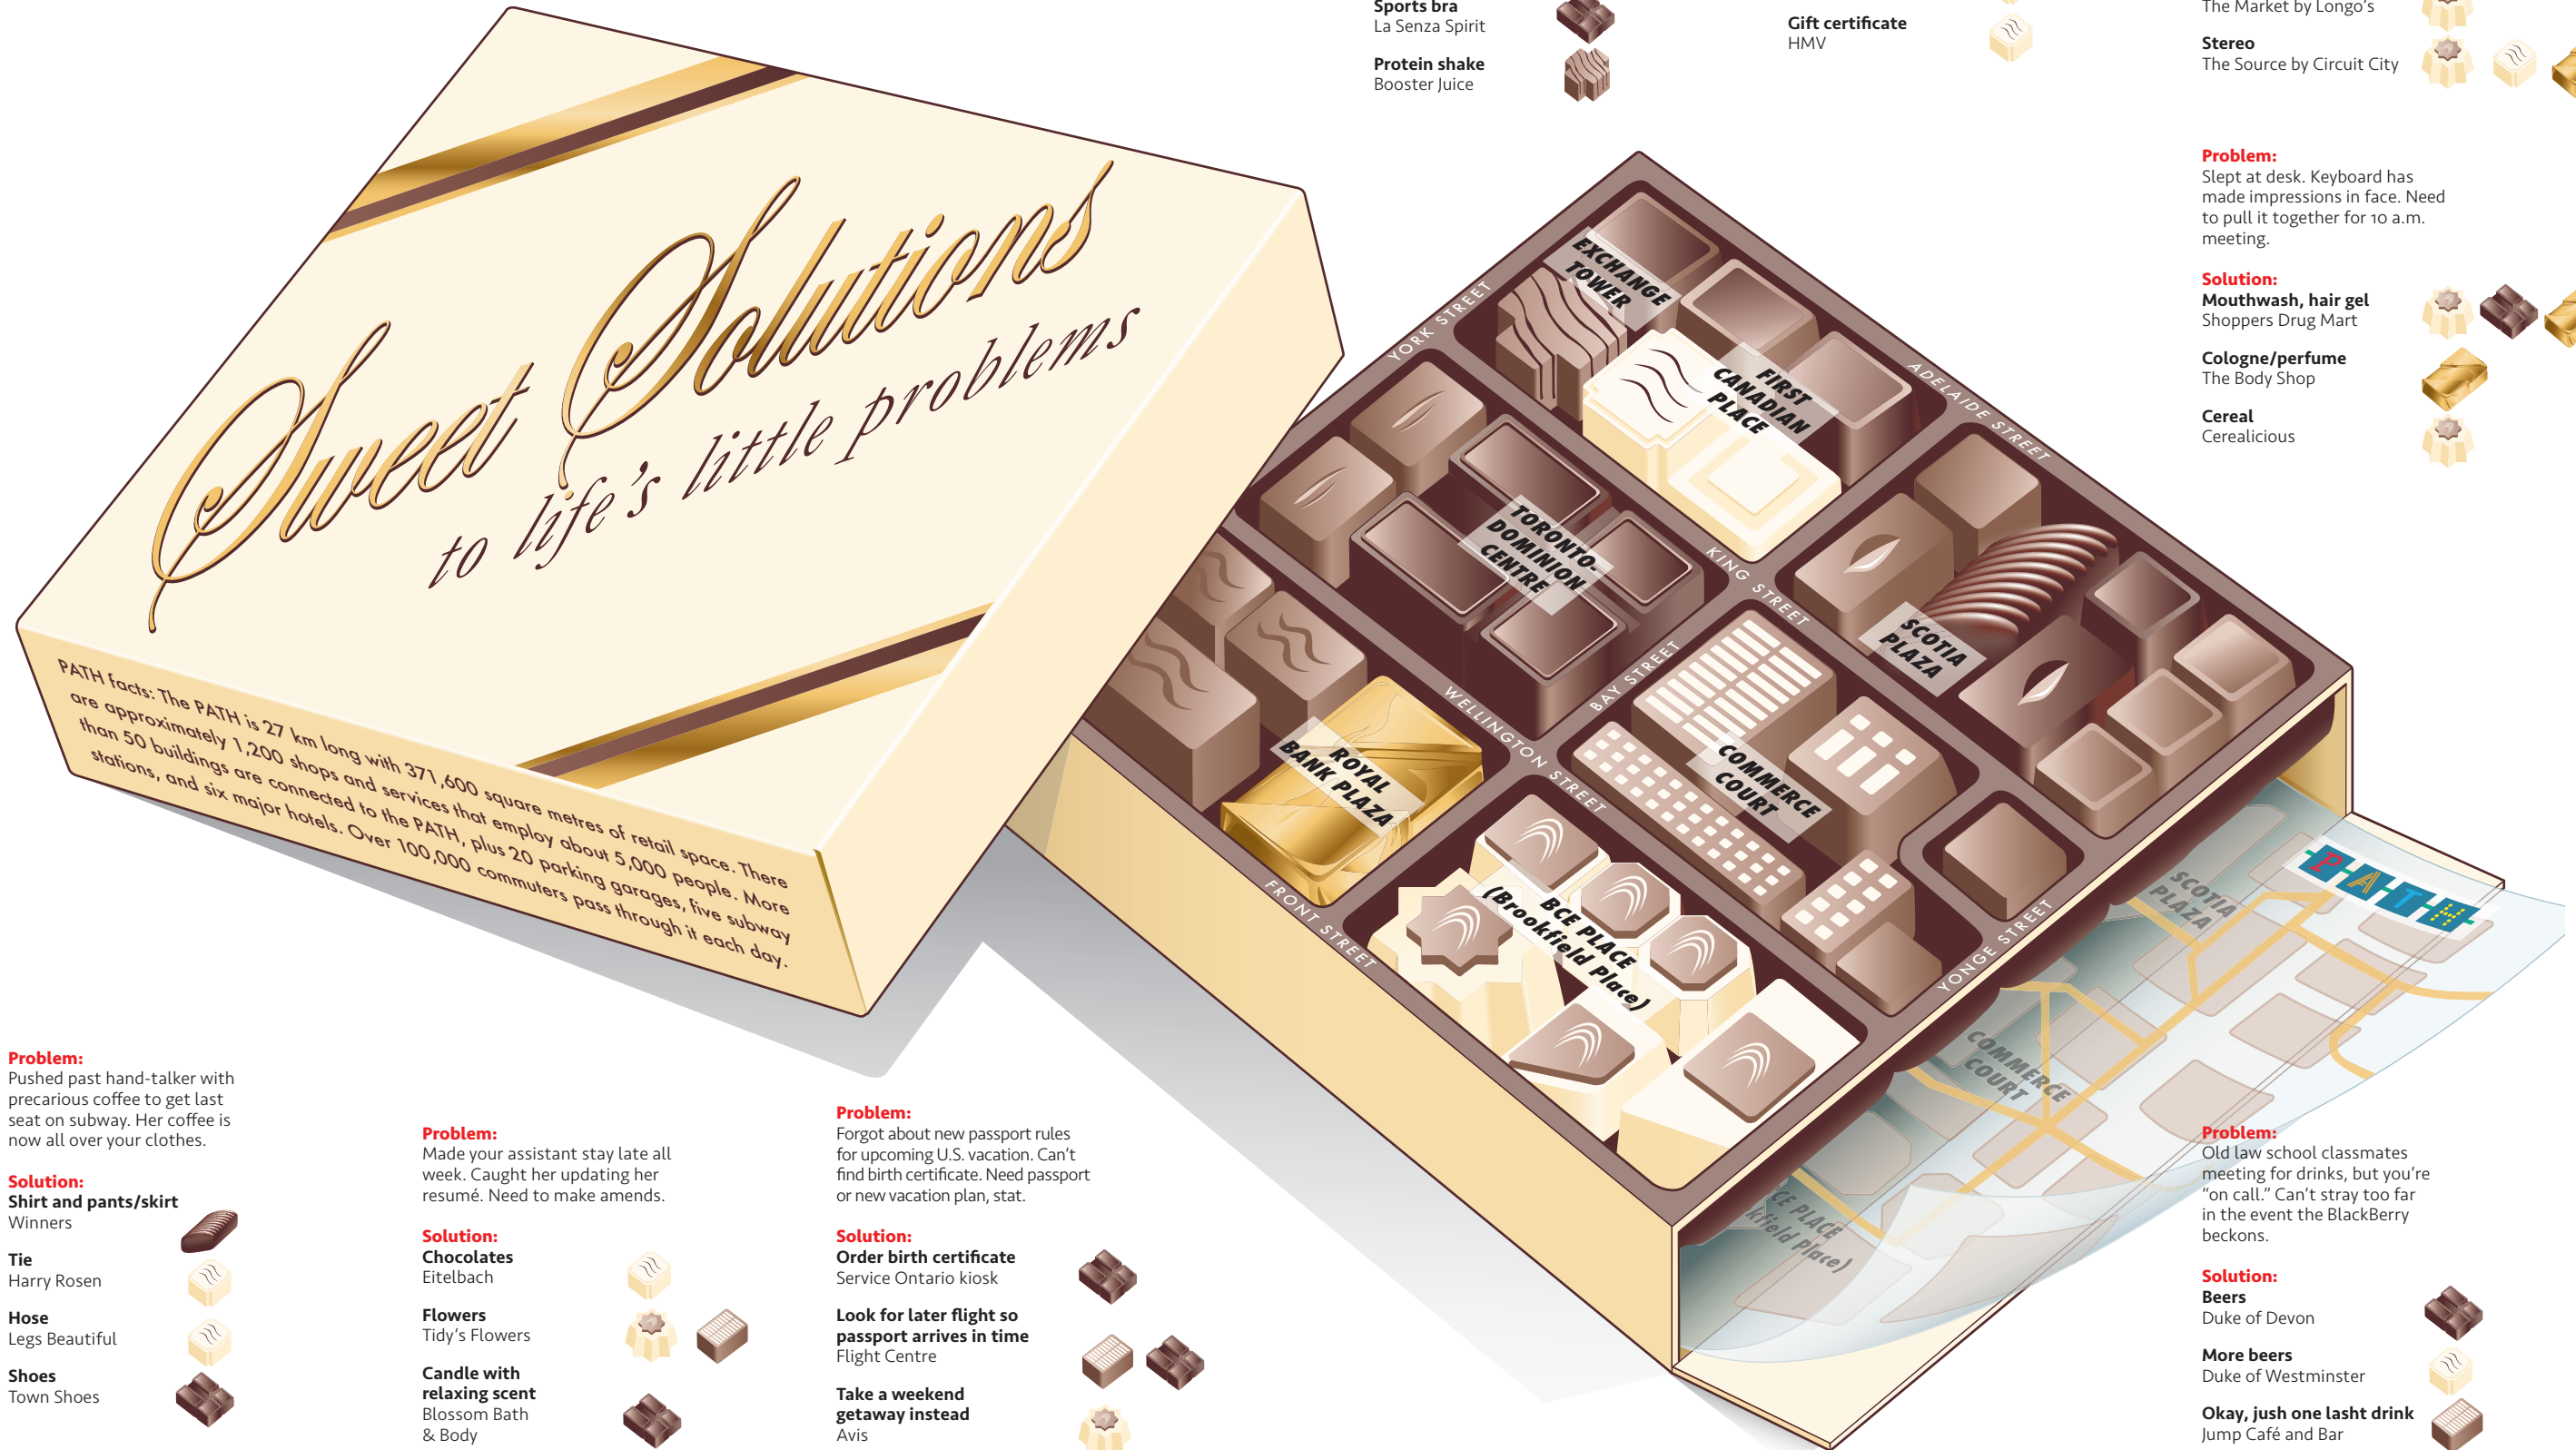 Sports bra
La Senza Spirit
Protein shake
Booster Juice
Gift certificate
HMV
The Market by Longo's
Stereo
The Source by Circuit City
Problem:
Slept at desk. Keyboard has
made impressions in face. Need
to pull it together for 10 a.m.
meeting.
Solution:
Mouthwash, hair gel
Shoppers Drug Mart
Cologne/perfume
The Body Shop
Cereal
Cerealicious
Sweet Solutions
to life's little problems
PATH facts: The PATH is 27 km long with 371,600 square metres of retail space. There
are approximately 1,200 shops and services that employ about 5,000 people. More
than 50 buildings are connected to the PATH, plus 20 parking garages, five subway
stations, and six major hotels. Over 100,000 commuters pass through it each day.
EXCHANGE
TOWER
YORK STREET
FIRST
CANADIAN
PLACE
ADELAIDE STREET
TORONTO-
DOMINION
CENTRE
KING STREET
SCOTIA
PLAZA
BAY STREET
WELLINGTON STREET
ROYAL
BANK PLAZA
COMMERCE
COURT
FRONT STREET
BCE PLACE
(Brookfield Place)
YONGE STREET
PATH
SCOTIA
PLAZA
COMMERCE
COURT
CE PLACE
kfield Place)
Problem:
Pushed past hand-talker with
precarious coffee to get last
seat on subway. Her coffee is
now all over your clothes.
Solution:
Shirt and pants/skirt
Winners
Tie
Harry Rosen
Hose
Legs Beautiful
Shoes
Town Shoes
Problem:
Made your assistant stay late all
week. Caught her updating her
resumé. Need to make amends.
Solution:
Chocolates
Eitelbach
Flowers
Tidy's Flowers
Candle with
relaxing scent
Blossom Bath
& Body
Problem:
Forgot about new passport rules
for upcoming U.S. vacation. Can't
find birth certificate. Need passport
or new vacation plan, stat.
Solution:
Order birth certificate
Service Ontario kiosk
Look for later flight so
passport arrives in time
Flight Centre
Take a weekend
getaway instead
Avis
Problem:
Old law school classmates
meeting for drinks, but you're
"on call." Can't stray too far
in the event the BlackBerry
beckons.
Solution:
Beers
Duke of Devon
More beers
Duke of Westminster
Okay, jush one lasht drink
Jump Café and Bar